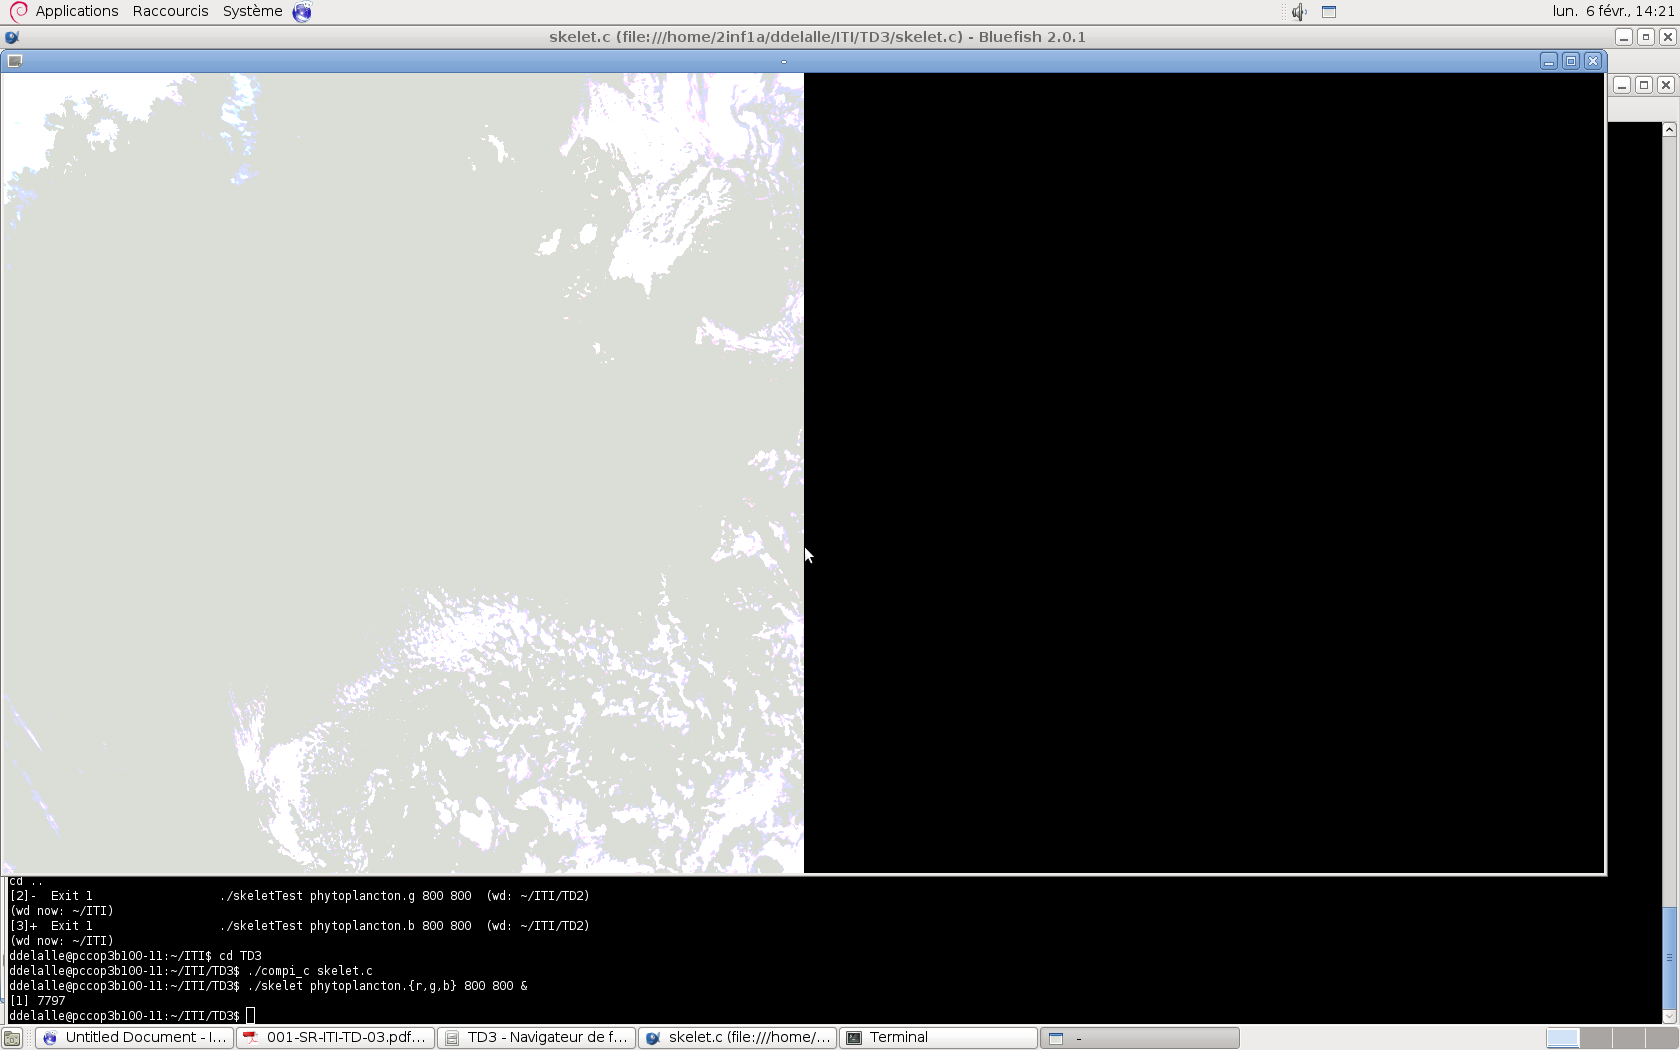 Applications Raccourcis Système lun. 6 févr., 14:21
skelet.c (file:///home/2inf1a/ddelalle/ITI/TD3/skelet.c) - Bluefish 2.0.1
-
cd ..
[2]-  Exit 1                  ./skeletTest phytoplancton.g 800 800  (wd: ~/ITI/TD2)
(wd now: ~/ITI)
[3]+  Exit 1                  ./skeletTest phytoplancton.b 800 800  (wd: ~/ITI/TD2)
(wd now: ~/ITI)
ddelalle@pccop3b100-11:~/ITI$ cd TD3
ddelalle@pccop3b100-11:~/ITI/TD3$ ./compi_c skelet.c
ddelalle@pccop3b100-11:~/ITI/TD3$ ./skelet phytoplancton.{r,g,b} 800 800 &
[1] 7797
ddelalle@pccop3b100-11:~/ITI/TD3$
Untitled Document - I... 001-SR-ITI-TD-03.pdf... TD3 - Navigateur de f... skelet.c (file:///home/... Terminal -